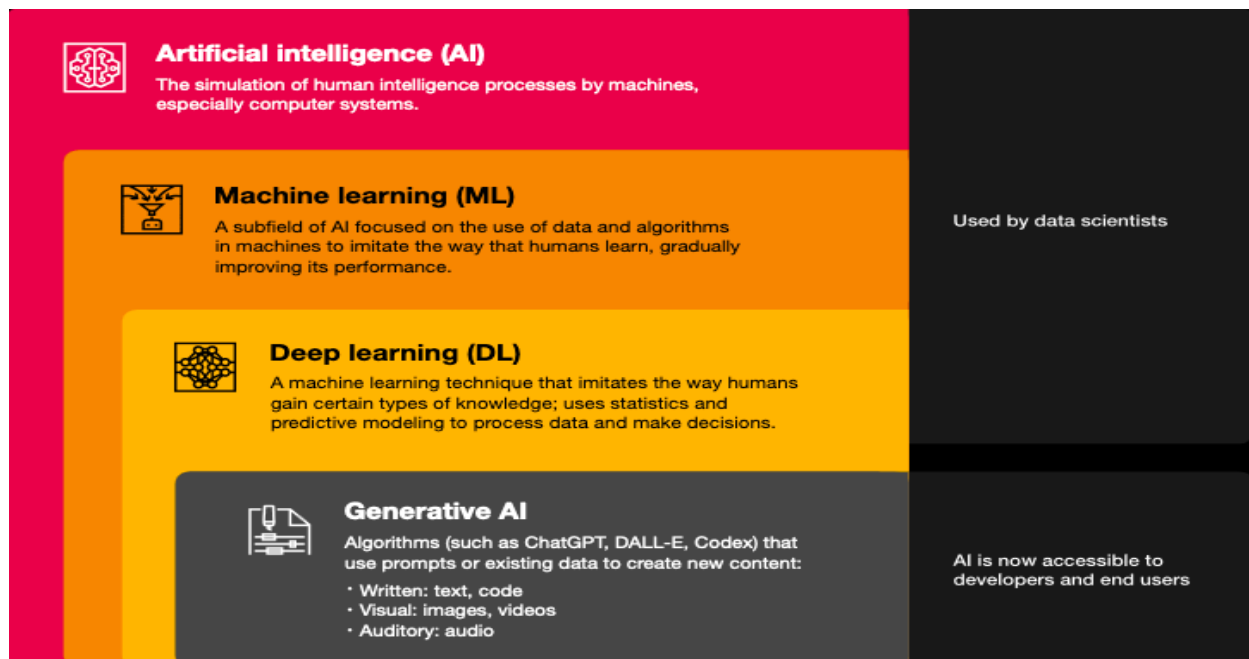 Artificial intelligence (AI)
The simulation of human intelligence processes by machines,
especially computer systems.
Machine learning (ML)
A subfield of AI focused on the use of data and algorithms
in machines to imitate the way that humans learn, gradually
improving its performance.
Used by data scientists
Deep learning (DL)
A machine learning technique that imitates the way humans
gain certain types of knowledge; uses statistics and
predictive modeling to process data and make decisions.
Generative AI
Algorithms (such as ChatGPT, DALL-E, Codex) that
use prompts or existing data to create new content:
· Written: text, code
· Visual: images, videos
· Auditory: audio
AI is now accessible to
developers and end users